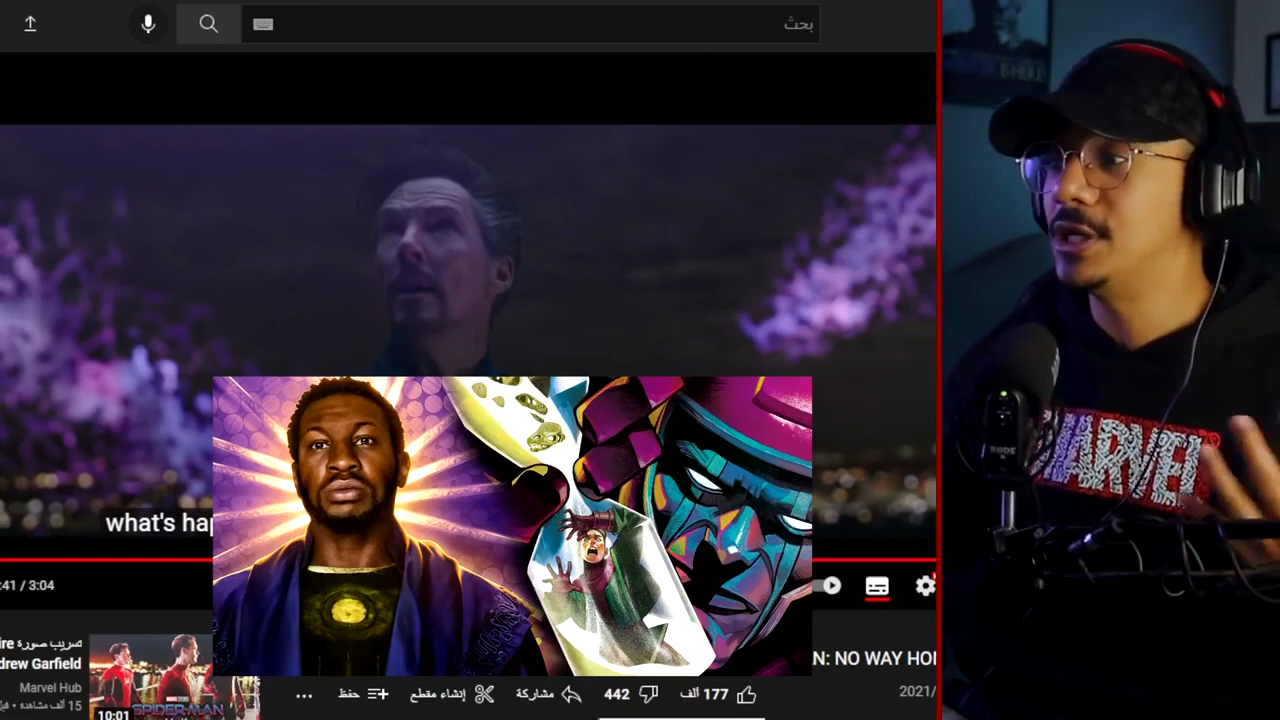 بحث
what's hap
:41 / 3:04
N: NO WAY HO
تسريب صورة
drew Garfield
Marvel Hub
15 ألف مشاهدة
10:01
SPIDER-MAN
حفظ
إنشاء مقطع
مشاركة
442
177 ألف
2021/
MARVEL
RODE